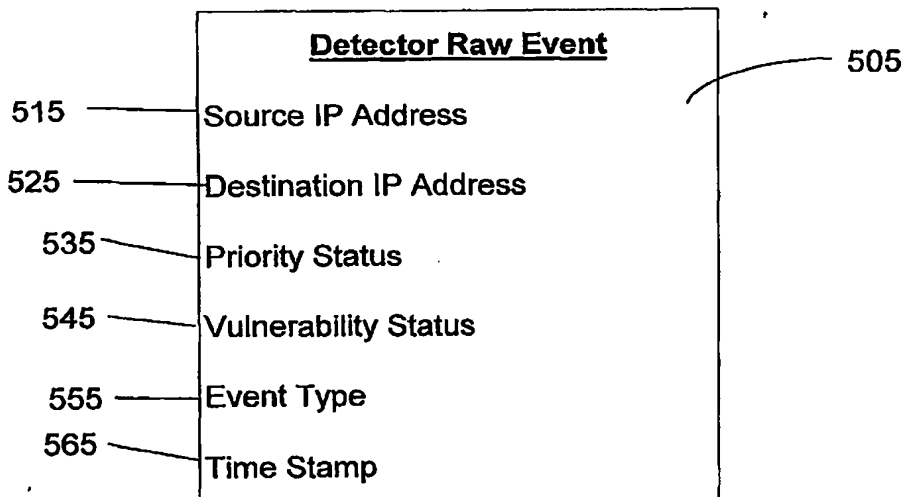 Detector Raw Event
505
515 Source IP Address
525 Destination IP Address
535 Priority Status
545 Vulnerability Status
555 Event Type
565 Time Stamp